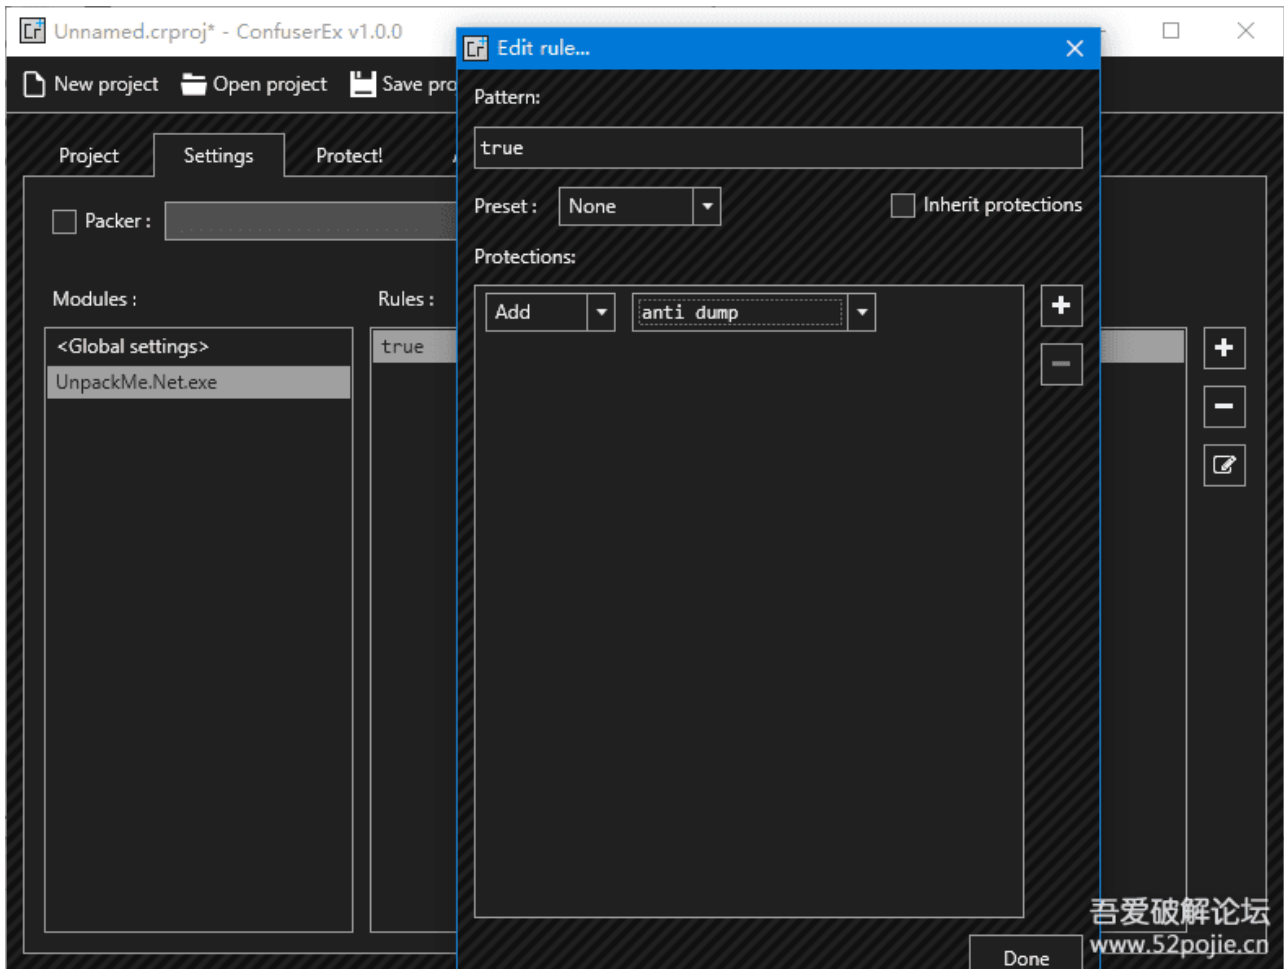 Unnamed.crproj* - ConfuserEx v1.0.0
New project Open project Save pro
Project Settings Protect!
Packer :
Modules :
Rules :
<Global settings>
UnpackMe.Net.exe
true
Edit rule...
Pattern:
true
Preset : None Inherit protections
Protections:
Add anti dump
Done
吾爱破解论坛
www.52pojie.cn